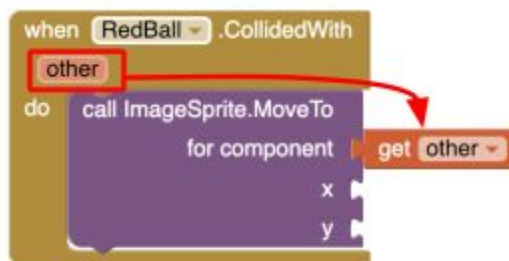 when RedBall .CollidedWith
other
do call ImageSprite.MoveTo
for component get other
x
y